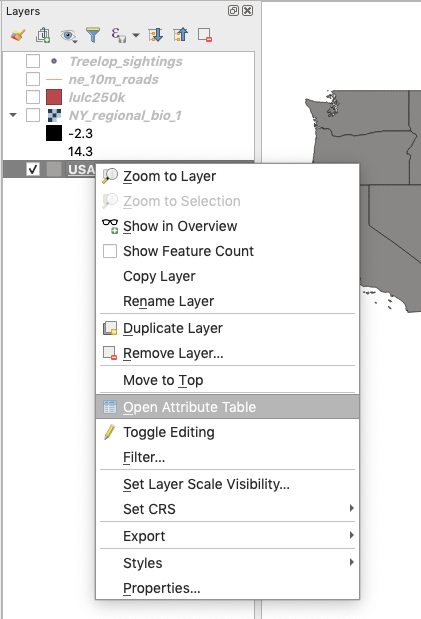 Layers
Treelop_sightings
ne_10m_roads
lulc250k
NY_regional_bio_1
-2.3
14.3
USA
Zoom to Layer
Zoom to Selection
Show in Overview
Show Feature Count
Copy Layer
Rename Layer
Duplicate Layer
Remove Layer...
Move to Top
Open Attribute Table
Toggle Editing
Filter...
Set Layer Scale Visibility...
Set CRS
Export
Styles
Properties...